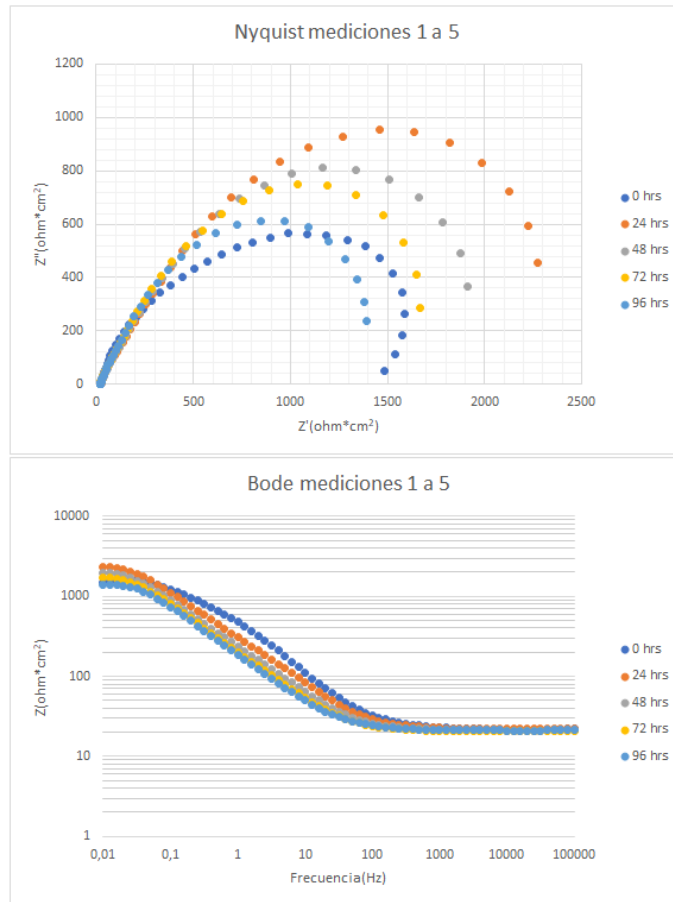 Nyquist mediciones 1 a 5
Z"(ohm*cm2)
1200
1000
800
600
400
200
0
0 500 1000 1500 2000 2500
Z'(ohm*cm2)
0 hrs
24 hrs
48 hrs
72 hrs
96 hrs
Bode mediciones 1 a 5
Z(ohm*cm2)
10000
1000
100
10
1
0,01 0,1 1 10 100 1000 10000 100000
Frecuencia(Hz)
0 hrs
24 hrs
48 hrs
72 hrs
96 hrs